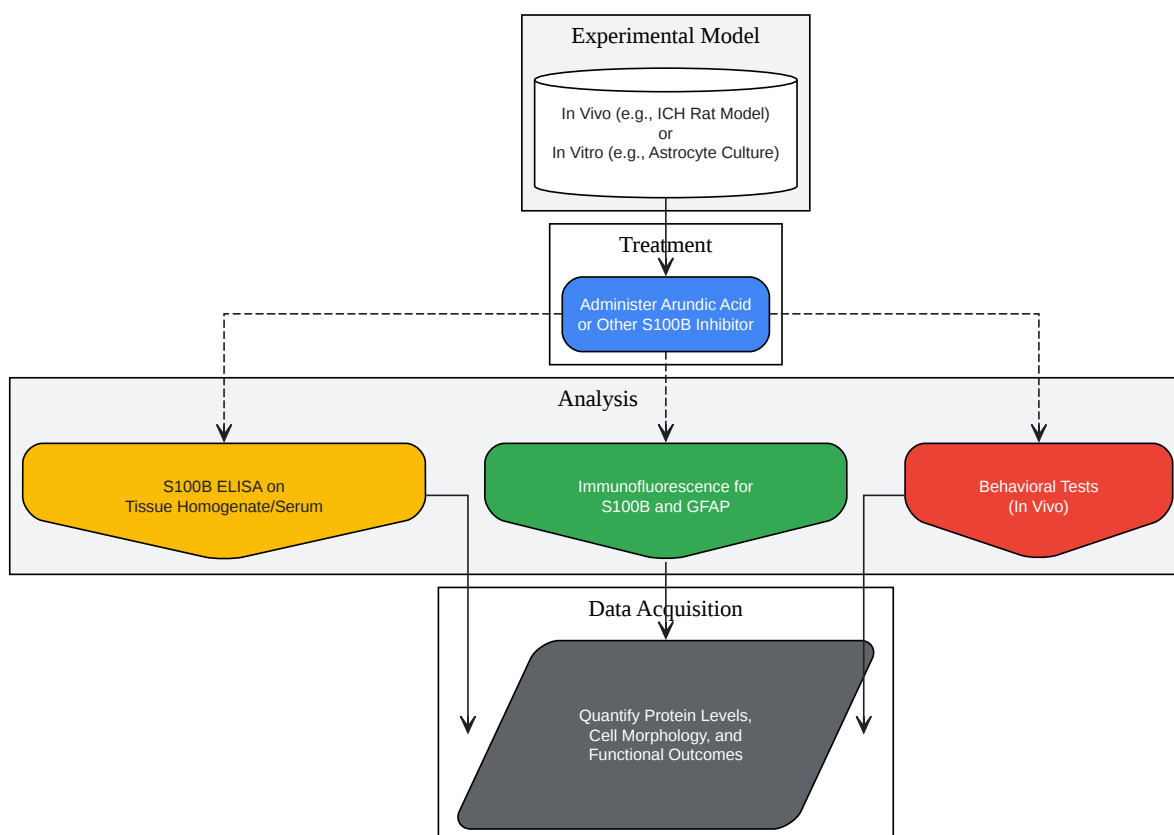 Experimental Model
In Vivo (e.g., ICH Rat Model)
or
In Vitro (e.g., Astrocyte Culture)
Treatment
Administer Arundic Acid
or Other S100B Inhibitor
Analysis
S100B ELISA on
Tissue Homogenate/Serum
Immunofluorescence for
S100B and GFAP
Behavioral Tests
(In Vivo)
Data Acquisition
Quantify Protein Levels,
Cell Morphology, and
Functional Outcomes